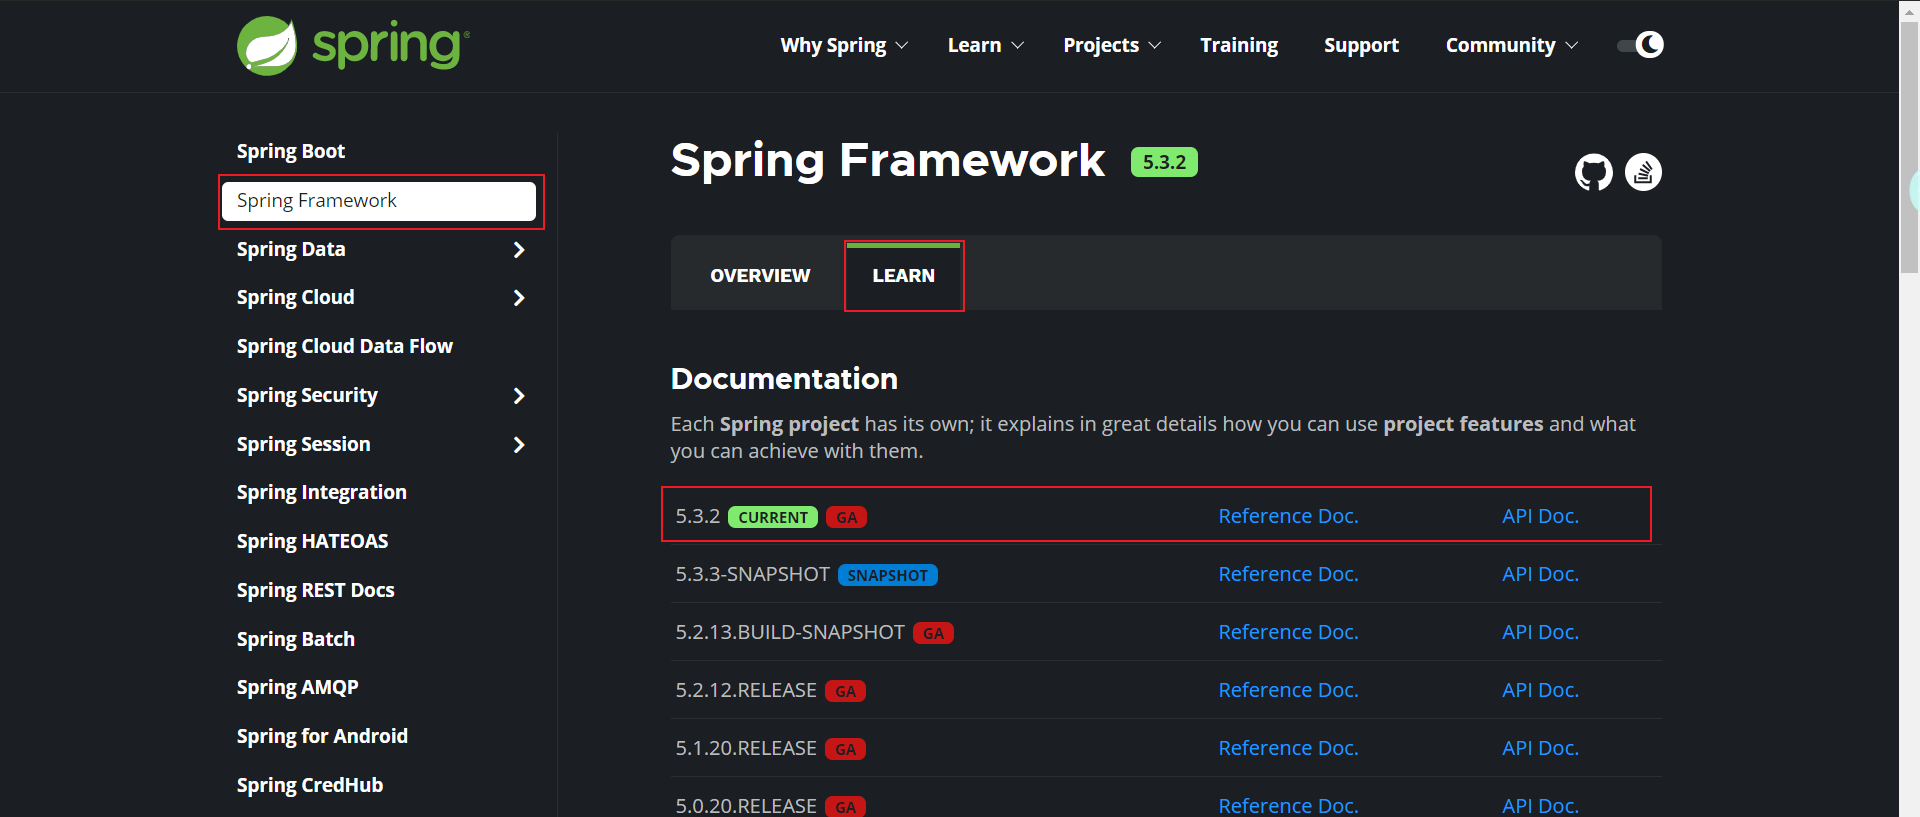 spring
Why Spring Learn Projects Training Support Community
Spring Boot
Spring Framework
Spring Data
Spring Cloud
Spring Cloud Data Flow
Spring Security
Spring Session
Spring Integration
Spring HATEOAS
Spring REST Docs
Spring Batch
Spring AMQP
Spring for Android
Spring CredHub
Spring Framework 5.3.2
OVERVIEW LEARN
Documentation
Each Spring project has its own; it explains in great details how you can use project features and what
you can achieve with them.
5.3.2 CURRENT GA Reference Doc. API Doc.
5.3.3-SNAPSHOT SNAPSHOT Reference Doc. API Doc.
5.2.13.BUILD-SNAPSHOT GA Reference Doc. API Doc.
5.2.12.RELEASE GA Reference Doc. API Doc.
5.1.20.RELEASE GA Reference Doc. API Doc.
5.0.20.RELEASE GA Reference Doc. API Doc.